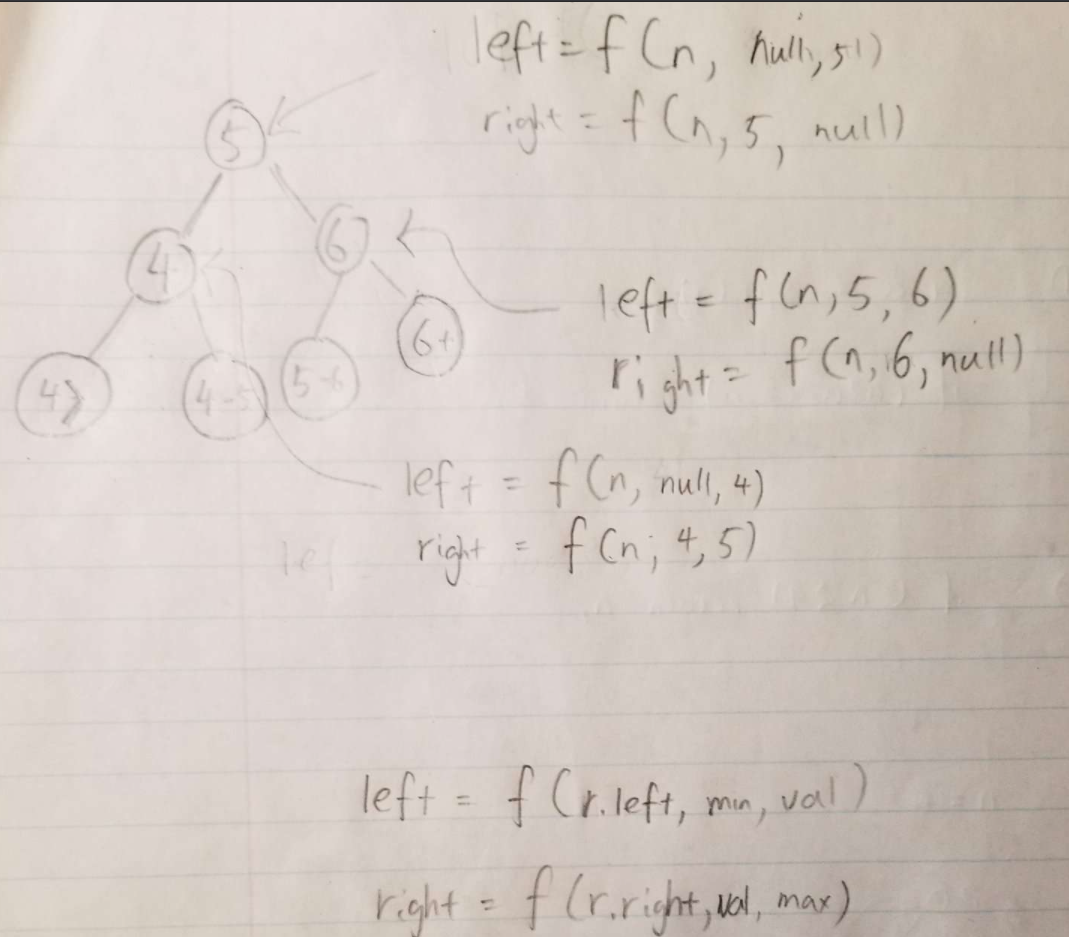 left = f(n, null, 5)
right = f(n, 5, null)
5
4
6
6+
4>
4-5
5-6
left = f(n, 5, 6)
right = f(n, 6, null)
left = f(n, null, 4)
right = f(n, 4, 5)
lef
left = f(r.left, min, val)
right = f(r.right, val, max)